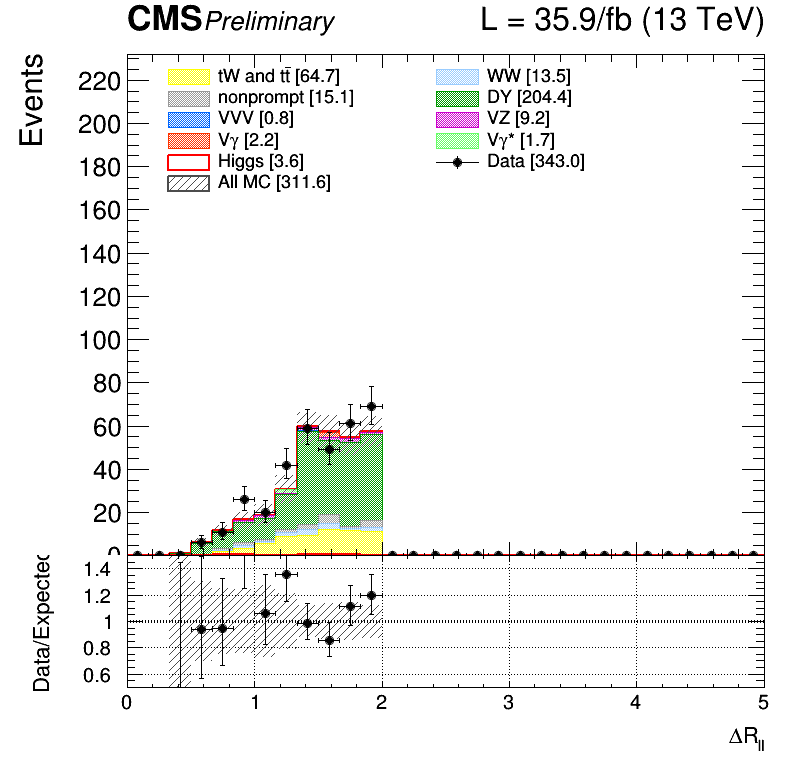 CMS Preliminary L = 35.9/fb (13 TeV)
Events
tW and tt̄ [64.7] WW [13.5]
nonprompt [15.1] DY [204.4]
VVV [0.8] VZ [9.2]
Vγ [2.2] Vγ* [1.7]
Higgs [3.6] Data [343.0]
All MC [311.6]
220
200
180
160
140
120
100
80
60
40
20
0
Data/Expected
1.4
1.2
1
0.8
0.6
0 1 2 3 4 5
ΔR_ll